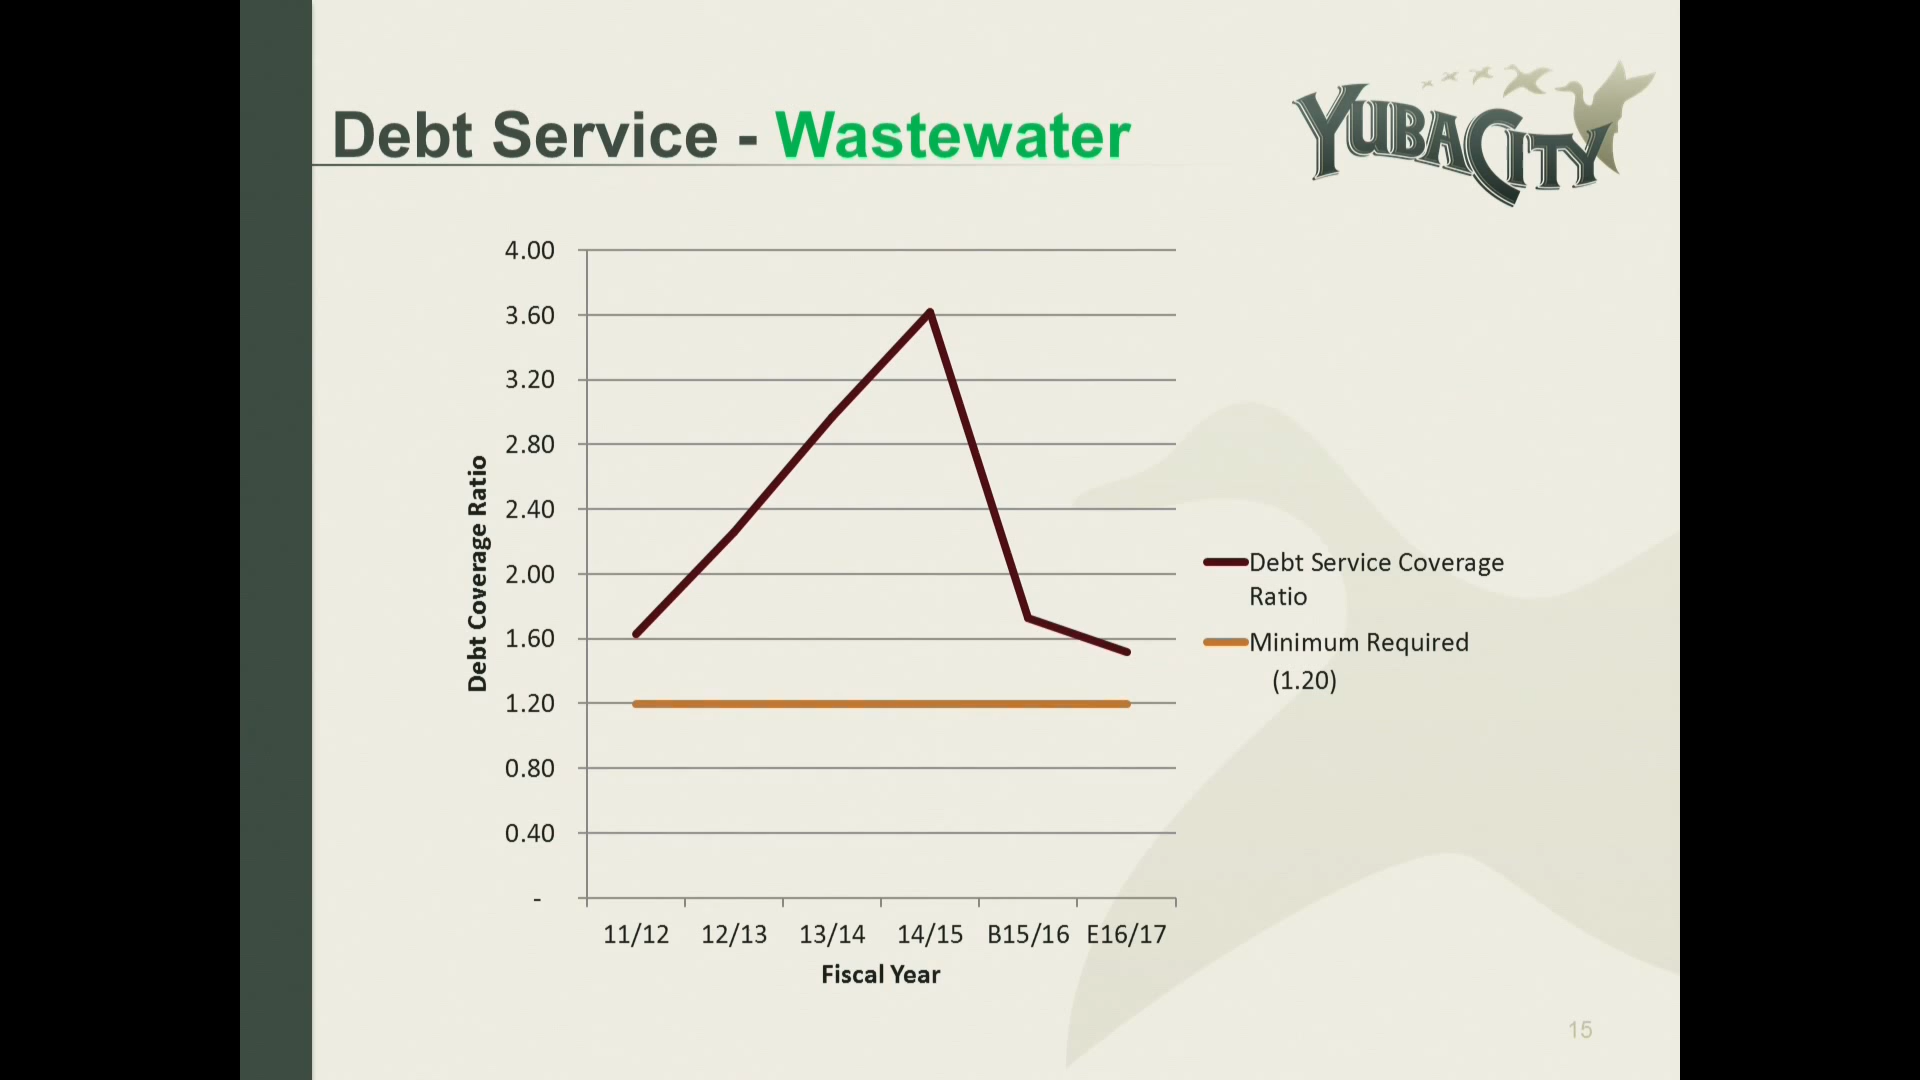 Debt Service - Wastewater
YUBA CITY
4.00
3.60
3.20
2.80
2.40
2.00
1.60
1.20
0.80
0.40
-
Debt Coverage Ratio
11/12 12/13 13/14 14/15 B15/16 E16/17
Fiscal Year
Debt Service Coverage
Ratio
Minimum Required
(1.20)
15